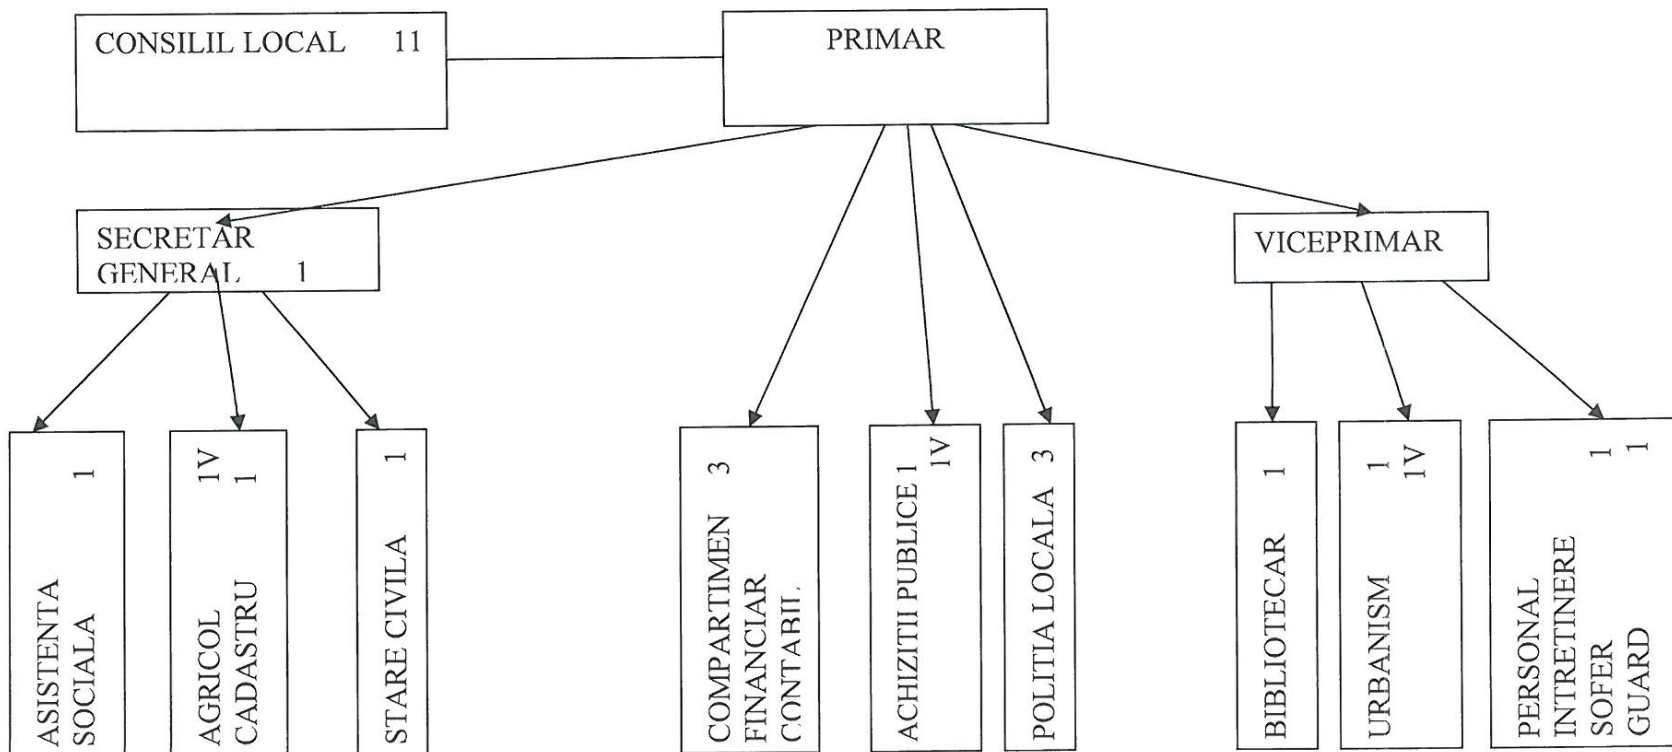 CONSILIL LOCAL 11
PRIMAR
SECRETAR
GENERAL 1
VICEPRIMAR
ASISTENTA
SOCIALA 1
AGRICOL 1V
CADASTRU 1
STARE CIVILA 1
COMPARTIMEN 3
FINANCIAR
CONTABIL
ACHIZITII PUBLICE 1
1V
POLITIA LOCALA 3
BIBLIOTECAR 1
URBANISM 1
1V
PERSONAL
INTRETINERE
SOFER 1
GUARD 1